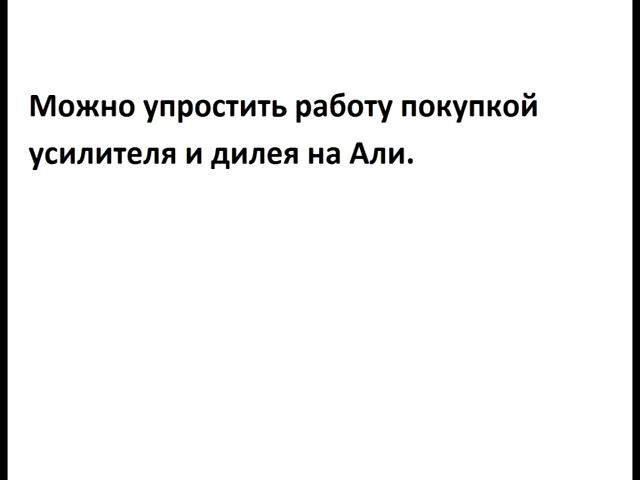 Можно упростить работу покупкой
усилителя и дилея на Али.